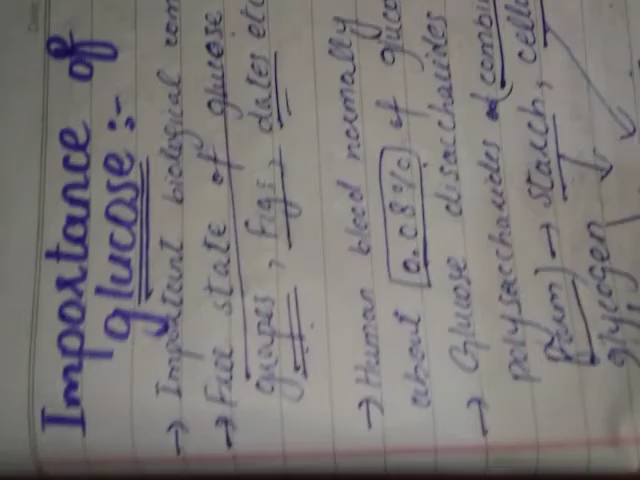 Importance of
glucose :-
→ Important biological com
→ Free state of glucose
grapes, figs, dates etc
→ Human blood normally
about 0.08% of gluco
→ Glucose disaccharides
polysaccharides (combin
form) → starch, cellu
glycogen